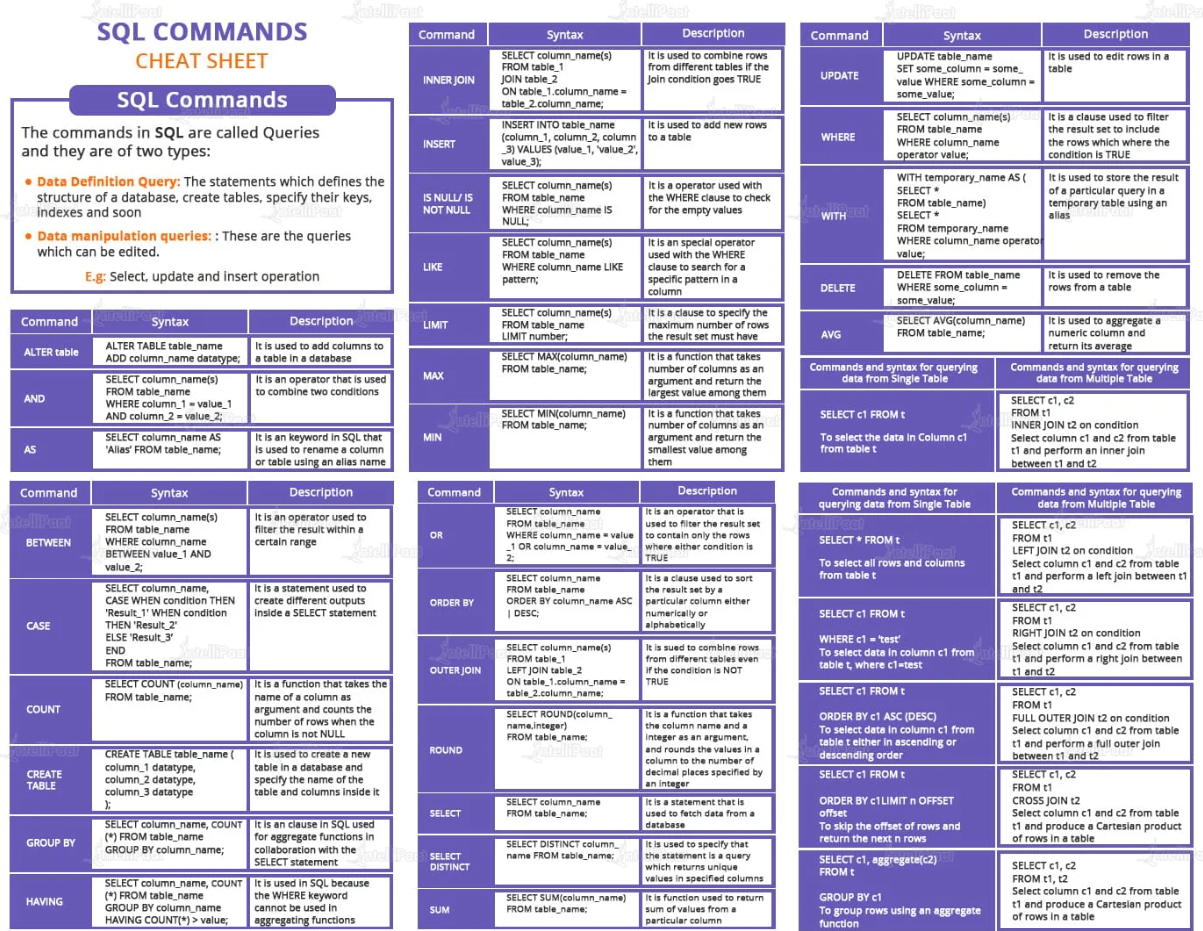 SQL COMMANDS
CHEAT SHEET
SQL Commands
The commands in SQL are called Queries
and they are of two types:
• Data Definition Query: The statements which defines the
structure of a database, create tables, specify their keys,
indexes and soon
• Data manipulation queries: : These are the queries
which can be edited.
E.g: Select, update and insert operation
Command Syntax Description
ALTER table
ALTER TABLE table_name
ADD column_name datatype;
It is used to add columns to
a table in a database
AND
SELECT column_name(s)
FROM table_name
WHERE column_1 = value_1
AND column_2 = value_2;
It is an operator that is used
to combine two conditions
AS
SELECT column_name AS
'Alias' FROM table_name;
It is an keyword in SQL that
is used to rename a column
or table using an alias name
Command Syntax Description
INNER JOIN
SELECT column_name(s)
FROM table_1
JOIN table_2
ON table_1.column_name =
table_2.column_name;
It is used to combine rows
from different tables if the
Join condition goes TRUE
INSERT
INSERT INTO table_name
(column_1, column_2, column
_3) VALUES (value_1, 'value_2',
value_3);
It is used to add new rows
to a table
IS NULL/ IS
NOT NULL
SELECT column_name(s)
FROM table_name
WHERE column_name IS
NULL;
It is a operator used with
the WHERE clause to check
for the empty values
LIKE
SELECT column_name(s)
FROM table_name
WHERE column_name LIKE
pattern;
It is an special operator
used with the WHERE
clause to search for a
specific pattern in a
column
LIMIT
SELECT column_name(s)
FROM table_name
LIMIT number;
It is a clause to specify the
maximum number of rows
the result set must have
MAX
SELECT MAX(column_name)
FROM table_name;
It is a function that takes
number of columns as an
argument and return the
largest value among them
MIN
SELECT MIN(column_name)
FROM table_name;
It is a function that takes
number of columns as an
argument and return the
smallest value among
them
Command Syntax Description
UPDATE
UPDATE table_name
SET some_column = some_
value WHERE some_column =
some_value;
It is used to edit rows in a
table
WHERE
SELECT column_name(s)
FROM table_name
WHERE column_name
operator value;
It is a clause used to filter
the result set to include
the rows which where the
condition is TRUE
WITH
WITH temporary_name AS (
SELECT *
FROM table_name)
SELECT *
FROM temporary_name
WHERE column_name operator
value;
It is used to store the result
of a particular query in a
temporary table using an
alias
DELETE
DELETE FROM table_name
WHERE some_column =
some_value;
It is used to remove the
rows from a table
AVG
SELECT AVG(column_name)
FROM table_name;
It is used to aggregate a
numeric column and
return its average
Commands and syntax for querying
data from Single Table
Commands and syntax for querying
data from Multiple Table
SELECT c1 FROM t
To select the data in Column c1
from table t
SELECT c1, c2
FROM t1
INNER JOIN t2 on condition
Select column c1 and c2 from table
t1 and perform an inner join
between t1 and t2
Command Syntax Description
BETWEEN
SELECT column_name(s)
FROM table_name
WHERE column_name
BETWEEN value_1 AND
value_2;
It is an operator used to
filter the result within a
certain range
CASE
SELECT column_name,
CASE WHEN condition THEN
'Result_1' WHEN condition
THEN 'Result_2'
ELSE 'Result_3'
END
FROM table_name;
It is a statement used to
create different outputs
inside a SELECT statement
COUNT
SELECT COUNT (column_name)
FROM table_name;
It is a function that takes the
name of a column as
argument and counts the
number of rows when the
column is not NULL
CREATE
TABLE
CREATE TABLE table_name (
column_1 datatype,
column_2 datatype,
column_3 datatype
);
It is used to create a new
table in a database and
specify the name of the
table and columns inside it
GROUP BY
SELECT column_name, COUNT
(*) FROM table_name
GROUP BY column_name;
It is an clause in SQL used
for aggregate functions in
collaboration with the
SELECT statement
HAVING
SELECT column_name, COUNT
(*) FROM table_name
GROUP BY column_name
HAVING COUNT(*) > value;
It is used in SQL because
the WHERE keyword
cannot be used in
aggregating functions
Command Syntax Description
OR
SELECT column_name
FROM table_name
WHERE column_name = value
_1 OR column_name = value_
2;
It is an operator that is
used to filter the result set
to contain only the rows
where either condition is
TRUE
ORDER BY
SELECT column_name
FROM table_name
ORDER BY column_name ASC
| DESC;
It is a clause used to sort
the result set by a
particular column either
numerically or
alphabetically
OUTER JOIN
SELECT column_name(s)
FROM table_1
LEFT JOIN table_2
ON table_1.column_name =
table_2.column_name;
It is sued to combine rows
from different tables even
if the condition is NOT
TRUE
ROUND
SELECT ROUND(column_
name,integer)
FROM table_name;
It is a function that takes
the column name and a
integer as an argument,
and rounds the values in a
column to the number of
decimal places specified by
an integer
SELECT
SELECT column_name
FROM table_name;
It is a statement that is
used to fetch data from a
database
SELECT
DISTINCT
SELECT DISTINCT column_
name FROM table_name;
It is used to specify that
the statement is a query
which returns unique
values in specified columns
SUM
SELECT SUM(column_name)
FROM table_name;
It is function used to return
sum of values from a
particular column
Commands and syntax for
querying data from Single Table
Commands and syntax for querying
data from Multiple Table
SELECT * FROM t
To select all rows and columns
from table t
SELECT c1, c2
FROM t1
LEFT JOIN t2 on condition
Select column c1 and c2 from table
t1 and perform a left join between t1
and t2
SELECT c1 FROM t
WHERE c1 = 'test'
To select data in column c1 from
table t, where c1=test
SELECT c1, c2
FROM t1
RIGHT JOIN t2 on condition
Select column c1 and c2 from table
t1 and perform a right join between
t1 and t2
SELECT c1 FROM t
ORDER BY c1 ASC (DESC)
To select data in column c1 from
table t either in ascending or
descending order
SELECT c1, c2
FROM t1
FULL OUTER JOIN t2 on condition
Select column c1 and c2 from table
t1 and perform a full outer join
between t1 and t2
SELECT c1 FROM t
ORDER BY c1LIMIT n OFFSET
offset
To skip the offset of rows and
return the next n rows
SELECT c1, c2
FROM t1
CROSS JOIN t2
Select column c1 and c2 from table
t1 and produce a Cartesian product
of rows in a table
SELECT c1, aggregate(c2)
FROM t
GROUP BY c1
To group rows using an aggregate
function
SELECT c1, c2
FROM t1, t2
Select column c1 and c2 from table
t1 and produce a Cartesian product
of rows in a table